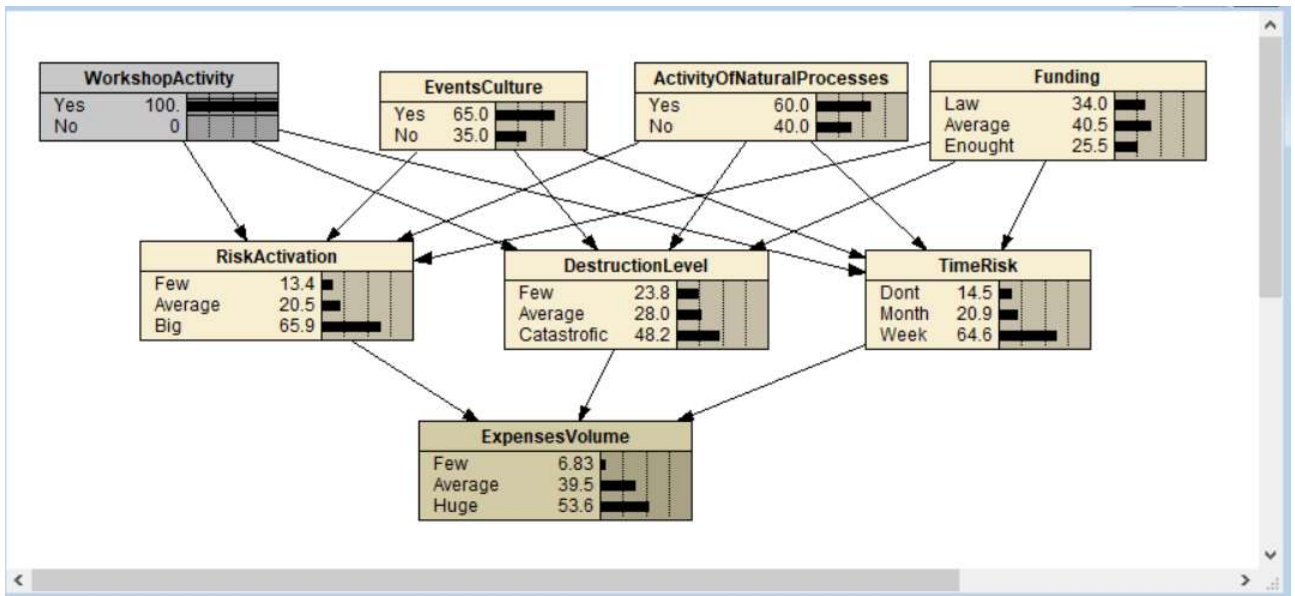 WorkshopActivity
Yes 100.
No 0
EventsCulture
Yes 65.0
No 35.0
ActivityOfNaturalProcesses
Yes 60.0
No 40.0
Funding
Law 34.0
Average 40.5
Enought 25.5
RiskActivation
Few 13.4
Average 20.5
Big 65.9
DestructionLevel
Few 23.8
Average 28.0
Catastrofic 48.2
TimeRisk
Dont 14.5
Month 20.9
Week 64.6
ExpensesVolume
Few 6.83
Average 39.5
Huge 53.6